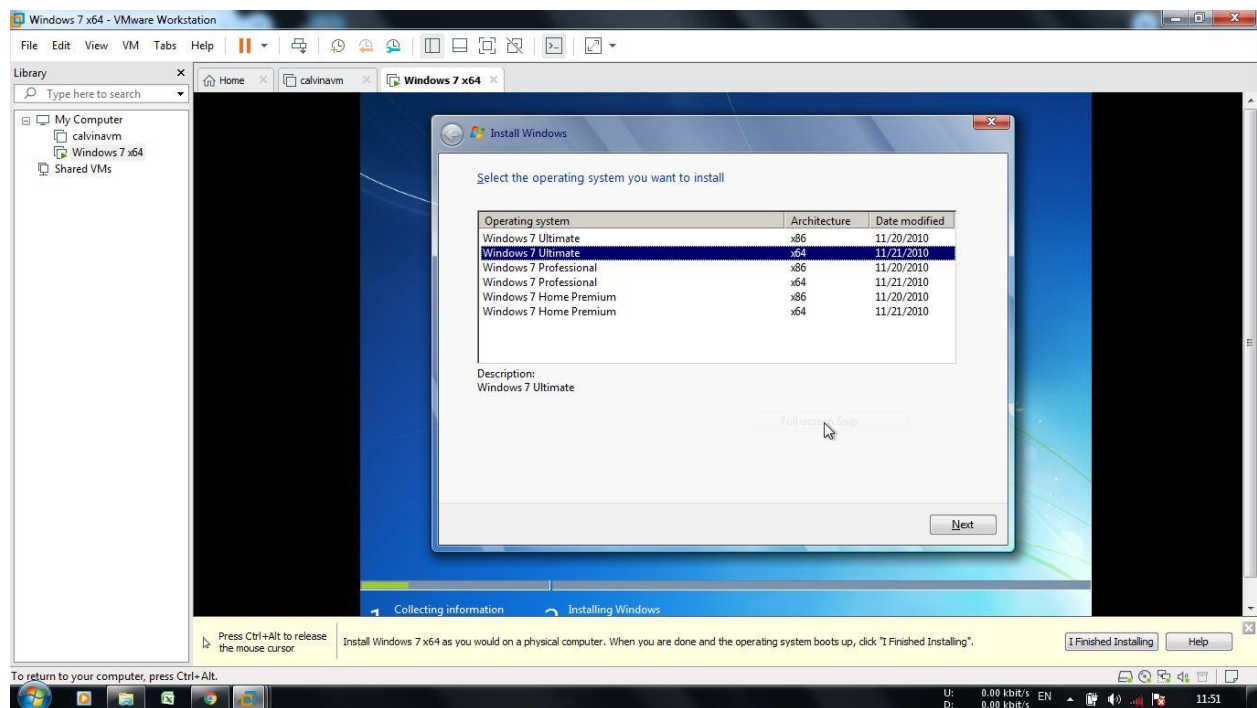 Windows 7 x64 - VMware Workstation
File Edit View VM Tabs Help
Library
Type here to search
My Computer
calvinavm
Windows 7 x64
Shared VMs
Home
calvinavm
Windows 7 x64
Install Windows
Select the operating system you want to install
Operating system Architecture Date modified
Windows 7 Ultimate x86 11/20/2010
Windows 7 Ultimate x64 11/21/2010
Windows 7 Professional x86 11/20/2010
Windows 7 Professional x64 11/21/2010
Windows 7 Home Premium x86 11/20/2010
Windows 7 Home Premium x64 11/21/2010
Description:
Windows 7 Ultimate
Full-screen Snip
Next
1 Collecting information 2 Installing Windows
Press Ctrl+Alt to release
the mouse cursor
Install Windows 7 x64 as you would on a physical computer. When you are done and the operating system boots up, click "I Finished Installing".
I Finished Installing
Help
To return to your computer, press Ctrl+Alt.
U: 0.00 kbit/s
D: 0.00 kbit/s
EN
11:51